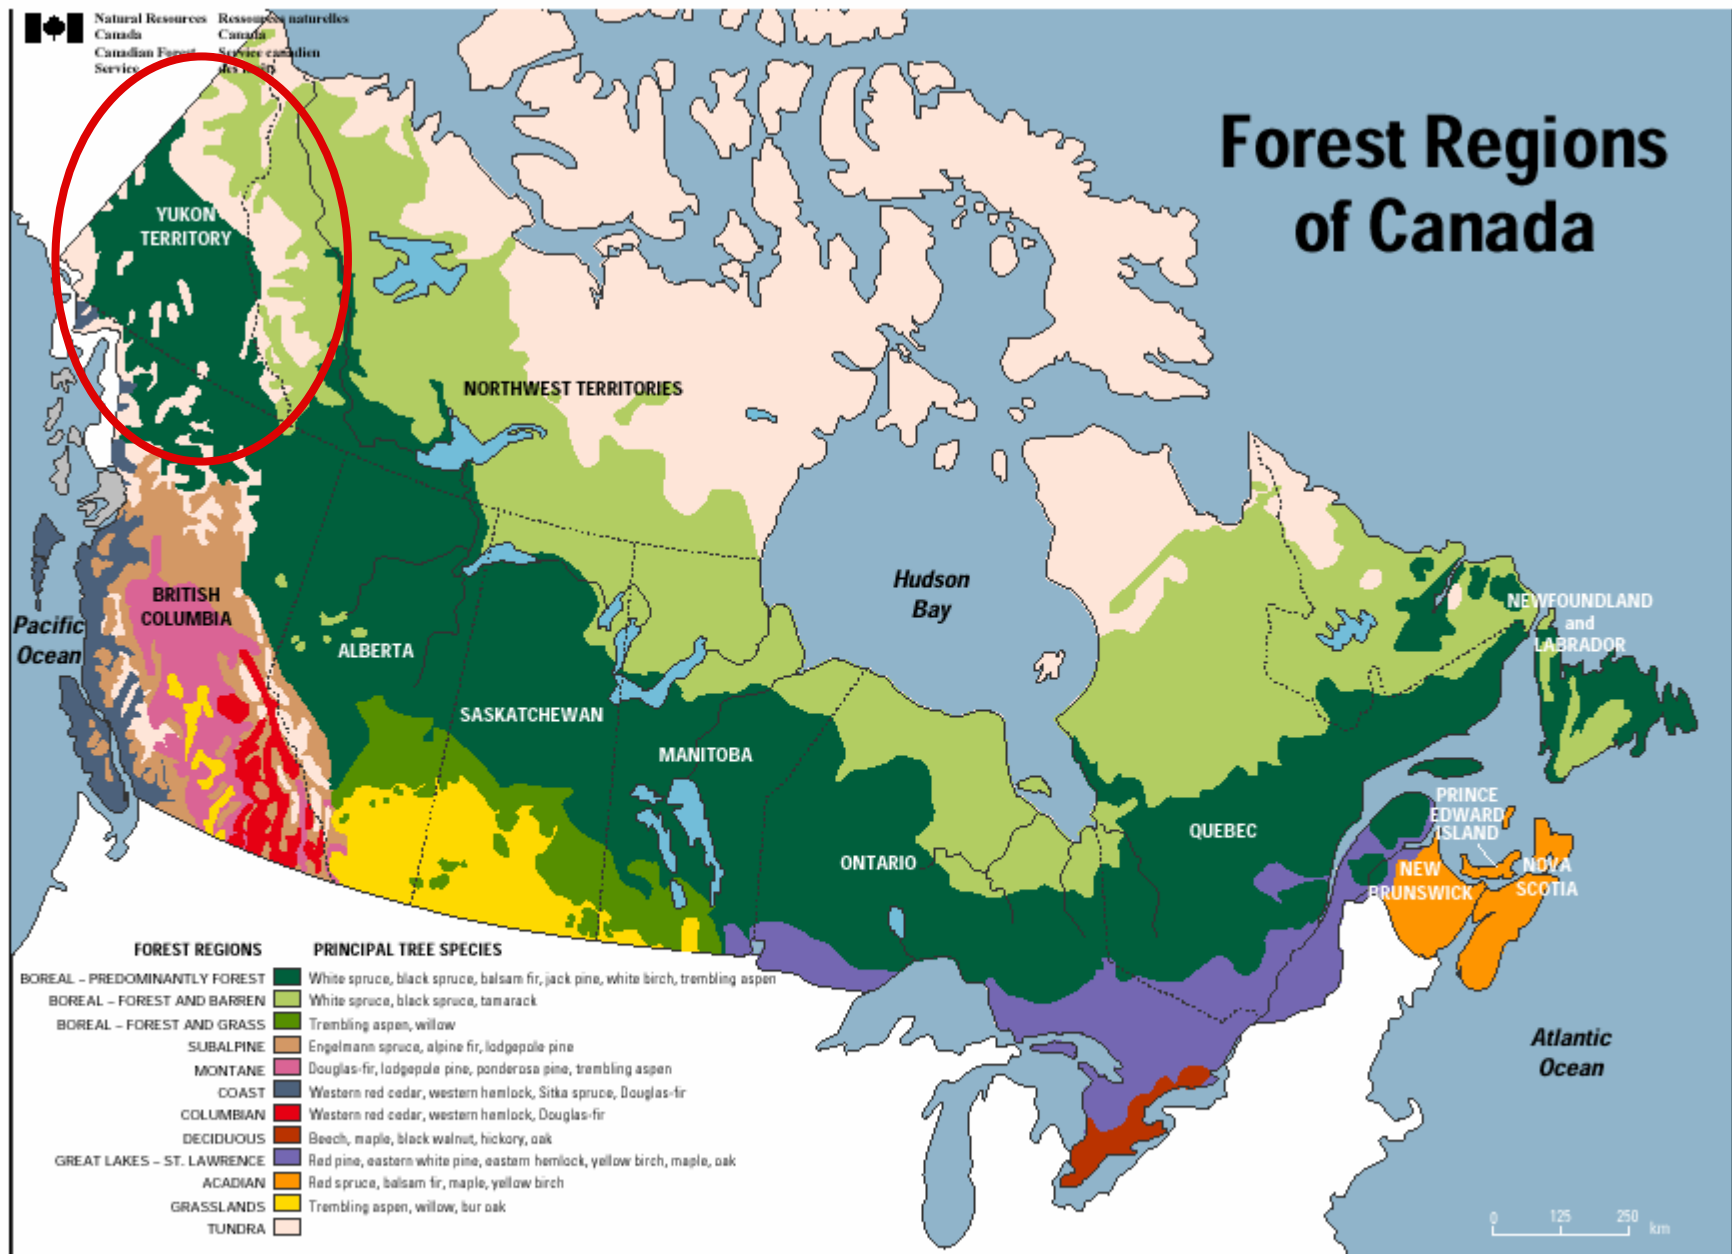 Natural Resources Ressources naturelles
Canada Canada
Canadian Forest Service canadien
Service des forêts
Forest Regions
of Canada
YUKON
TERRITORY
NORTHWEST TERRITORIES
BRITISH
COLUMBIA
Pacific
Ocean
ALBERTA
SASKATCHEWAN
MANITOBA
Hudson
Bay
ONTARIO
QUEBEC
NEWFOUNDLAND
and
LABRADOR
PRINCE
EDWARD
ISLAND
NEW
BRUNSWICK
NOVA
SCOTIA
Atlantic
Ocean
FOREST REGIONS PRINCIPAL TREE SPECIES
BOREAL – PREDOMINANTLY FOREST White spruce, black spruce, balsam fir, jack pine, white birch, trembling aspen
BOREAL – FOREST AND BARREN White spruce, black spruce, tamarack
BOREAL – FOREST AND GRASS Trembling aspen, willow
SUBALPINE Engelmann spruce, alpine fir, lodgepole pine
MONTANE Douglas-fir, lodgepole pine, ponderosa pine, trembling aspen
COAST Western red cedar, western hemlock, Sitka spruce, Douglas-fir
COLUMBIAN Western red cedar, western hemlock, Douglas-fir
DECIDUOUS Beech, maple, black walnut, hickory, oak
GREAT LAKES – ST. LAWRENCE Red pine, eastern white pine, eastern hemlock, yellow birch, maple, oak
ACADIAN Red spruce, balsam fir, maple, yellow birch
GRASSLANDS Trembling aspen, willow, bur oak
TUNDRA
0 125 250
km